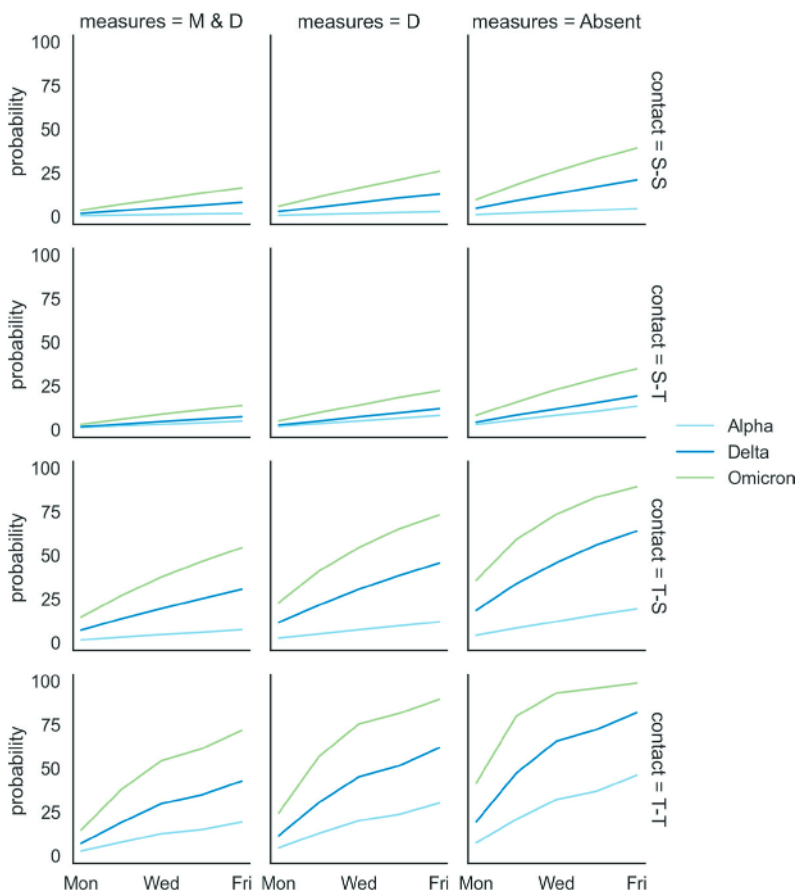 measures = M & D
measures = D
measures = Absent
100
75
50
25
0
probability
contact = S-S
100
75
50
25
0
probability
contact = S-T
Alpha
Delta
Omicron
100
75
50
25
0
probability
contact = T-S
100
75
50
25
0
probability
contact = T-T
Mon Wed Fri Mon Wed Fri Mon Wed Fri